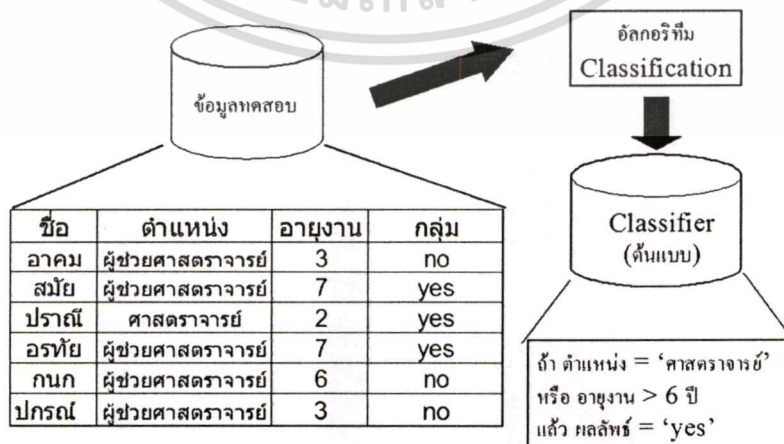 ข้อมูลทดสอบ
อัลกอริทึม
Classification
Classifier
(ต้นแบบ)
ชื่อ ตำแหน่ง อายุงาน กลุ่ม
อาคม ผู้ช่วยศาสตราจารย์ 3 no
สมัย ผู้ช่วยศาสตราจารย์ 7 yes
ปราณี ศาสตราจารย์ 2 yes
อรทัย ผู้ช่วยศาสตราจารย์ 7 yes
กนก ผู้ช่วยศาสตราจารย์ 6 no
ปกรณ์ ผู้ช่วยศาสตราจารย์ 3 no
ถ้า ตำแหน่ง = ‘ศาสตราจารย์’
หรือ อายุงาน > 6 ปี
แล้ว ผลลัพธ์ = ‘yes’